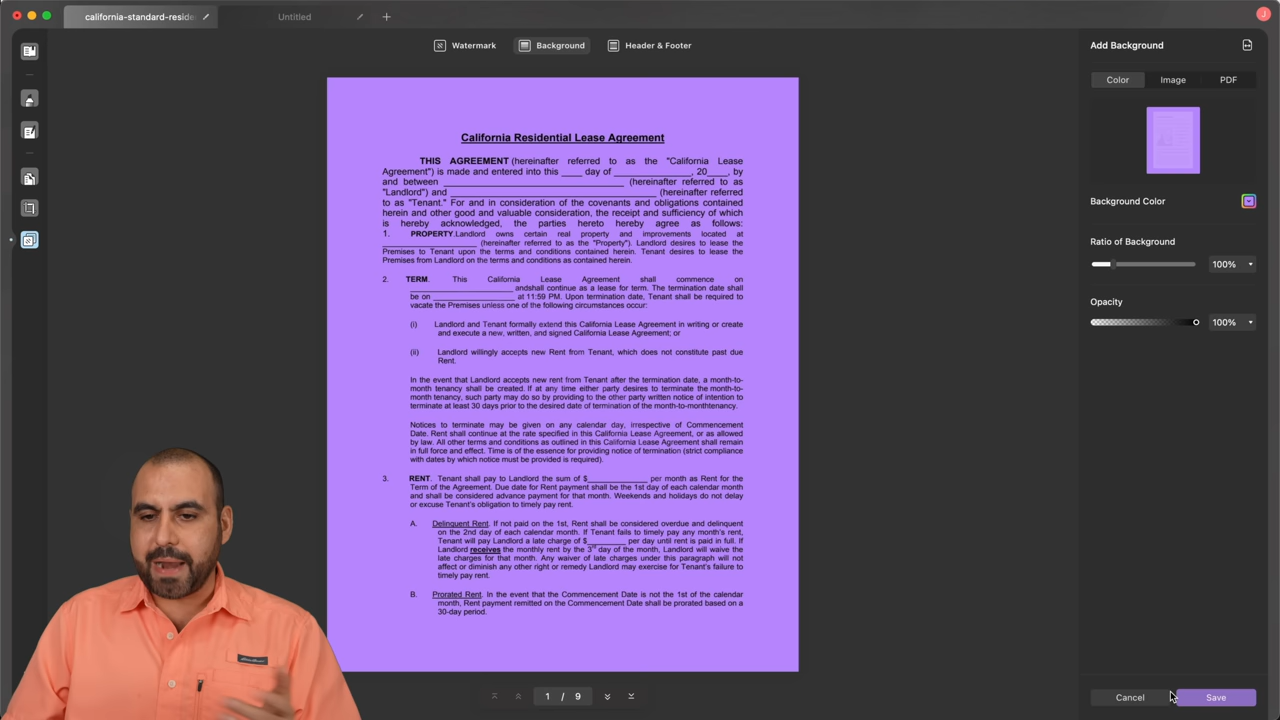 california-standard-reside
Untitled
J
Watermark
Background
Header & Footer
Add Background
Color
Image
PDF
Background Color
Ratio of Background
100%
Opacity
100%
California Residential Lease Agreement
THIS AGREEMENT (hereinafter referred to as the "California Lease
Agreement") is made and entered into this ____ day of ______________, 20____, by
and between ________________________________ (hereinafter referred to as
"Landlord") and ________________________________ (hereinafter referred
to as "Tenant." For and in consideration of the covenants and obligations contained
herein and other good and valuable consideration, the receipt and sufficiency of which
is hereby acknowledged, the parties hereto hereby agree as follows:
1. PROPERTY. Landlord owns certain real property and improvements located at
____________________ (hereinafter referred to as the "Property"). Landlord desires to lease the
Premises to Tenant upon the terms and conditions contained herein. Tenant desires to lease the
Premises from Landlord on the terms and conditions as contained herein.
2. TERM. This California Lease Agreement shall commence on
______________________ andshall continue as a lease for term. The termination date shall
be on __________________ at 11:59 PM. Upon termination date, Tenant shall be required to
vacate the Premises unless one of the following circumstances occur:
(i) Landlord and Tenant formally extend this California Lease Agreement in writing or create
and execute a new, written, and signed California Lease Agreement; or
(ii) Landlord willingly accepts new Rent from Tenant, which does not constitute past due
Rent.
In the event that Landlord accepts new rent from Tenant after the termination date, a month-to-
month tenancy shall be created. If at any time either party desires to terminate the month-to-month tenancy,
such party may do so by providing to the other party written notice of intention to
terminate at least 30 days prior to the desired date of termination of the month-to-monthtenancy.
Notices to terminate may be given on any calendar day, irrespective of Commencement
Date. Rent shall continue at the rate specified in this California Lease Agreement, or as allowed
by law. All other terms and conditions as outlined in this California Lease Agreement shall remain
in full force and effect. Time is of the essence for providing notice of termination (strict compliance
with dates by which notice must be provided is required).
3. RENT. Tenant shall pay to Landlord the sum of $_____________ per month as Rent for the
Term of the Agreement. Due date for Rent payment shall be the 1st day of each calendar month
and shall be considered advance payment for that month. Weekends and holidays do not delay
or excuse Tenant's obligation to timely pay rent.
A. Delinquent Rent. If not paid on the 1st, Rent shall be considered overdue and delinquent
on the 2nd day of each calendar month. If Tenant fails to timely pay any month's rent,
Tenant will pay Landlord a late charge of $________ per day until rent is paid in full. If
Landlord receives the monthly rent by the 3rd day of the month, Landlord will waive the
late charges for that month. Any waiver of late charges under this paragraph will not
affect or diminish any other right or remedy Landlord may exercise for Tenant's failure to
timely pay rent.
B. Prorated Rent. In the event that the Commencement Date is not the 1st of the calendar
month, Rent payment remitted on the Commencement Date shall be prorated based on a
30-day period.
1 / 9
Cancel
Save